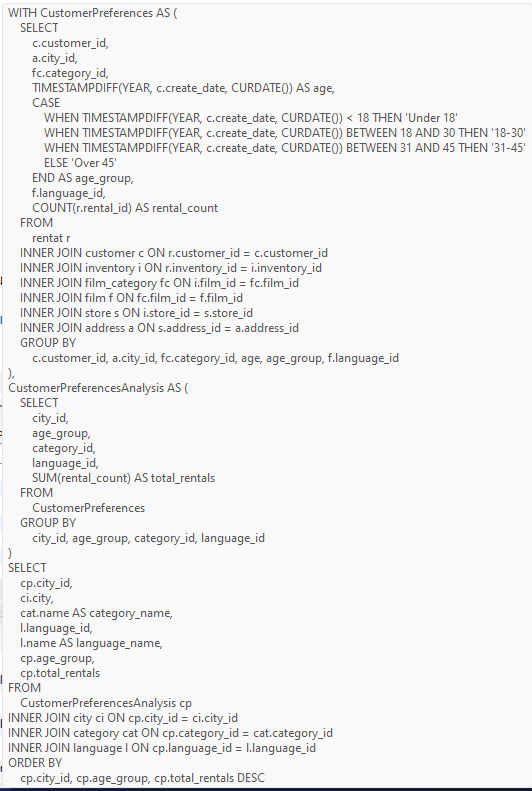 WITH CustomerPreferences AS (
SELECT
c.customer_id,
a.city_id,
fc.category_id,
TIMESTAMPDIFF(YEAR, c.create_date, CURDATE()) AS age,
CASE
WHEN TIMESTAMPDIFF(YEAR, c.create_date, CURDATE()) < 18 THEN 'Under 18'
WHEN TIMESTAMPDIFF(YEAR, c.create_date, CURDATE()) BETWEEN 18 AND 30 THEN '18-30'
WHEN TIMESTAMPDIFF(YEAR, c.create_date, CURDATE()) BETWEEN 31 AND 45 THEN '31-45'
ELSE 'Over 45'
END AS age_group,
f.language_id,
COUNT(r.rental_id) AS rental_count
FROM
rentat r
INNER JOIN customer c ON r.customer_id = c.customer_id
INNER JOIN inventory i ON r.inventory_id = i.inventory_id
INNER JOIN film_category fc ON i.film_id = fc.film_id
INNER JOIN film f ON fc.film_id = f.film_id
INNER JOIN store s ON i.store_id = s.store_id
INNER JOIN address a ON s.address_id = a.address_id
GROUP BY
c.customer_id, a.city_id, fc.category_id, age, age_group, f.language_id
),
CustomerPreferencesAnalysis AS (
SELECT
city_id,
age_group,
category_id,
language_id,
SUM(rental_count) AS total_rentals
FROM
CustomerPreferences
GROUP BY
city_id, age_group, category_id, language_id
)
SELECT
cp.city_id,
ci.city,
cat.name AS category_name,
l.language_id,
l.name AS language_name,
cp.age_group,
cp.total_rentals
FROM
CustomerPreferencesAnalysis cp
INNER JOIN city ci ON cp.city_id = ci.city_id
INNER JOIN category cat ON cp.category_id = cat.category_id
INNER JOIN language l ON cp.language_id = l.language_id
ORDER BY
cp.city_id, cp.age_group, cp.total_rentals DESC